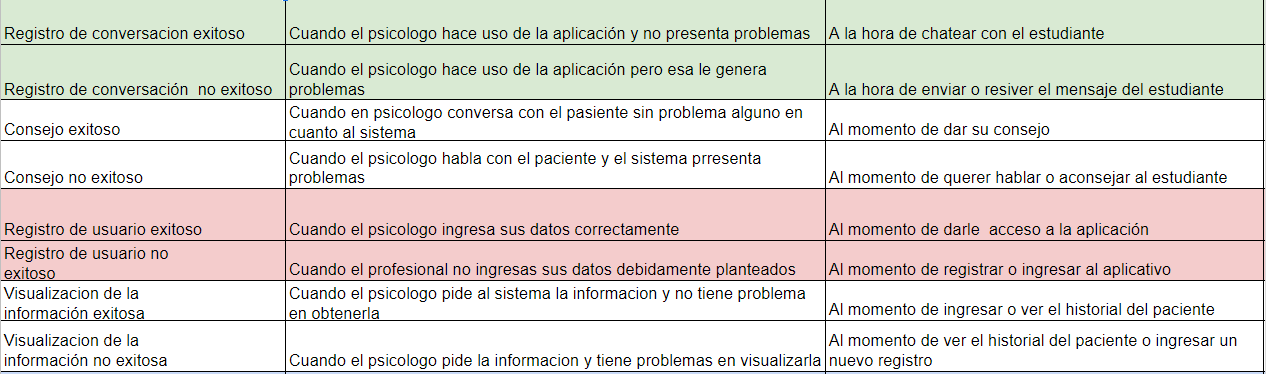 Registro de conversacion exitoso
Cuando el psicologo hace uso de la aplicación y no presenta problemas
A la hora de chatear con el estudiante
Registro de conversación  no exitoso
Cuando el psicologo hace uso de la aplicación pero esa le genera
problemas
A la hora de enviar o resiver el mensaje del estudiante
Consejo exitoso
Cuando en psicologo conversa con el pasiente sin problema alguno en
cuanto al sistema
Al momento de dar su consejo
Consejo no exitoso
Cuando el psicologo habla con el paciente y el sistema prresenta
problemas
Al momento de querer hablar o aconsejar al estudiante
Registro de usuario exitoso
Cuando el psicologo ingresa sus datos correctamente
Al momento de darle  acceso a la aplicación
Registro de usuario no
exitoso
Cuando el profesional no ingresas sus datos debidamente planteados
Al momento de registrar o ingresar al aplicativo
Visualizacion de la
información exitosa
Cuando el psicologo pide al sistema la informacion y no tiene problema
en obtenerla
Al momento de ingresar o ver el historial del paciente
Visualizacion de la
información no exitosa
Cuando el psicologo pide la informacion y tiene problemas en visualizarla
Al momento de ver el historial del paciente o ingresar un
nuevo registro